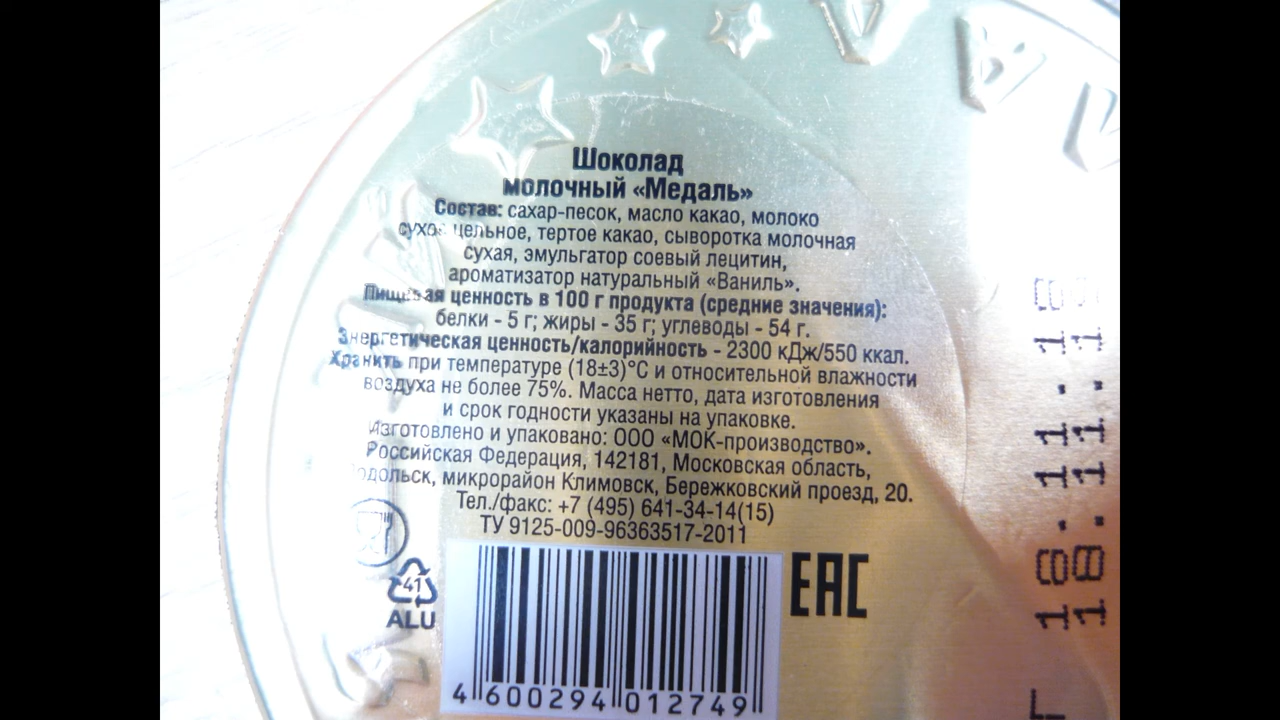 Шоколад
молочный «Медаль»
Состав: сахар-песок, масло какао, молоко
сухое цельное, тертое какао, сыворотка молочная
сухая, эмульгатор соевый лецитин,
ароматизатор натуральный «Ваниль».
Пищевая ценность в 100 г продукта (средние значения):
белки - 5 г; жиры - 35 г; углеводы - 54 г.
Энергетическая ценность/калорийность - 2300 кДж/550 ккал.
Хранить при температуре (18±3)°С и относительной влажности
воздуха не более 75%. Масса нетто, дата изготовления
и срок годности указаны на упаковке.
Изготовлено и упаковано: ООО «МОК-производство».
Российская Федерация, 142181, Московская область,
Подольск, микрорайон Климовск, Бережковский проезд, 20.
Тел./факс: +7 (495) 641-34-14(15)
ТУ 9125-009-96363517-2011
41
ALU
EAC
4 600294 012749